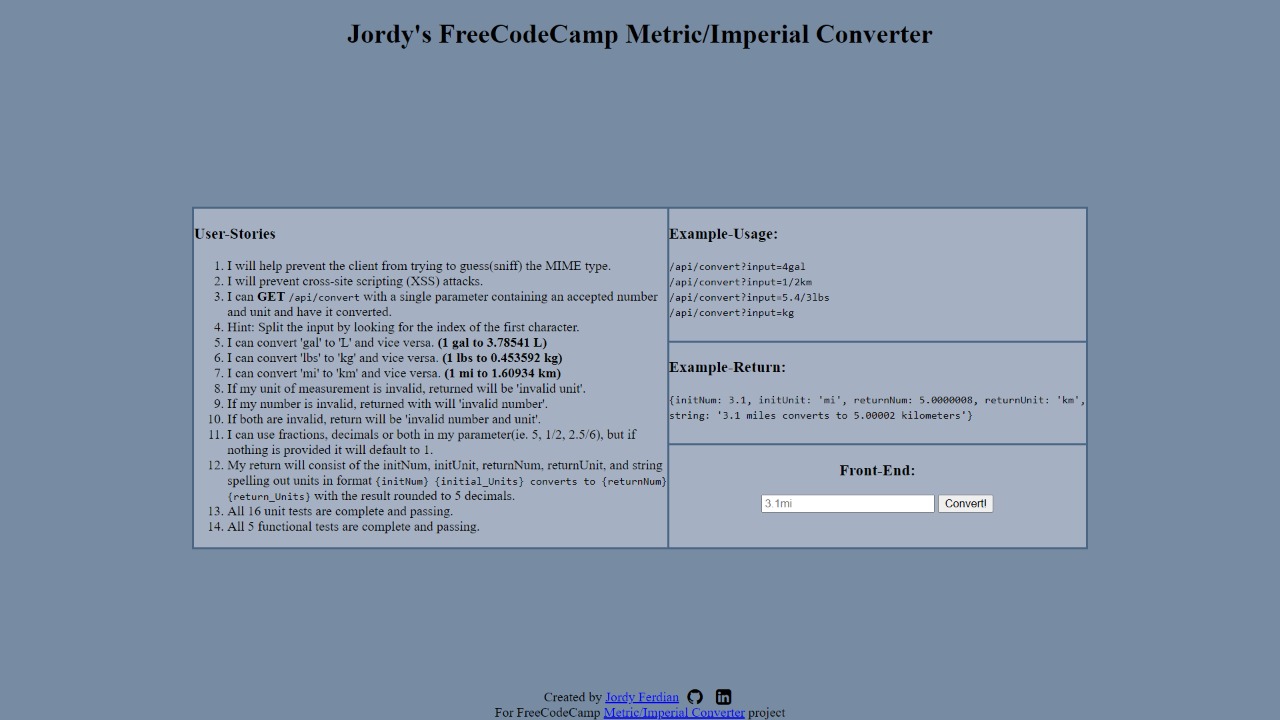 Jordy's FreeCodeCamp Metric/Imperial Converter
User-Stories
1. I will help prevent the client from trying to guess(sniff) the MIME type.
2. I will prevent cross-site scripting (XSS) attacks.
3. I can GET /api/convert with a single parameter containing an accepted number
and unit and have it converted.
4. Hint: Split the input by looking for the index of the first character.
5. I can convert 'gal' to 'L' and vice versa. (1 gal to 3.78541 L)
6. I can convert 'lbs' to 'kg' and vice versa. (1 lbs to 0.453592 kg)
7. I can convert 'mi' to 'km' and vice versa. (1 mi to 1.60934 km)
8. If my unit of measurement is invalid, returned will be 'invalid unit'.
9. If my number is invalid, returned with will 'invalid number'.
10. If both are invalid, return will be 'invalid number and unit'.
11. I can use fractions, decimals or both in my parameter(ie. 5, 1/2, 2.5/6), but if
nothing is provided it will default to 1.
12. My return will consist of the initNum, initUnit, returnNum, returnUnit, and string
spelling out units in format {initNum} {initial_Units} converts to {returnNum}
{return_Units} with the result rounded to 5 decimals.
13. All 16 unit tests are complete and passing.
14. All 5 functional tests are complete and passing.
Example-Usage:
/api/convert?input=4gal
/api/convert?input=1/2km
/api/convert?input=5.4/3lbs
/api/convert?input=kg
Example-Return:
{initNum: 3.1, initUnit: 'mi', returnNum: 5.0000008, returnUnit: 'km',
string: '3.1 miles converts to 5.00002 kilometers'}
Front-End:
3.1mi Convert!
Created by Jordy Ferdian
For FreeCodeCamp Metric/Imperial Converter project